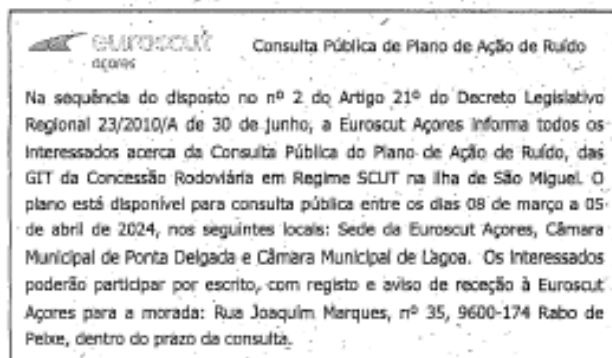 euroscut
açores
Consulta Pública de Plano de Ação de Ruído
Na sequência do disposto no nº 2 do Artigo 21º do Decreto Legislativo
Regional 23/2010/A de 30 de junho, a Euroscut Açores informa todos os
interessados acerca da Consulta Pública do Plano de Ação de Ruído, das
GIT da Concessão Rodoviária em Regime SCUT na Ilha de São Miguel. O
plano está disponível para consulta pública entre os dias 08 de março a 05
de abril de 2024, nos seguintes locais: Sede da Euroscut Açores, Câmara
Municipal de Ponta Delgada e Câmara Municipal de Lagoa. Os interessados
poderão participar por escrito, com registo e aviso de receção à Euroscut
Açores para a morada: Rua Joaquim Marques, nº 35, 9600-174 Rabo de
Peixe, dentro do prazo da consulta.